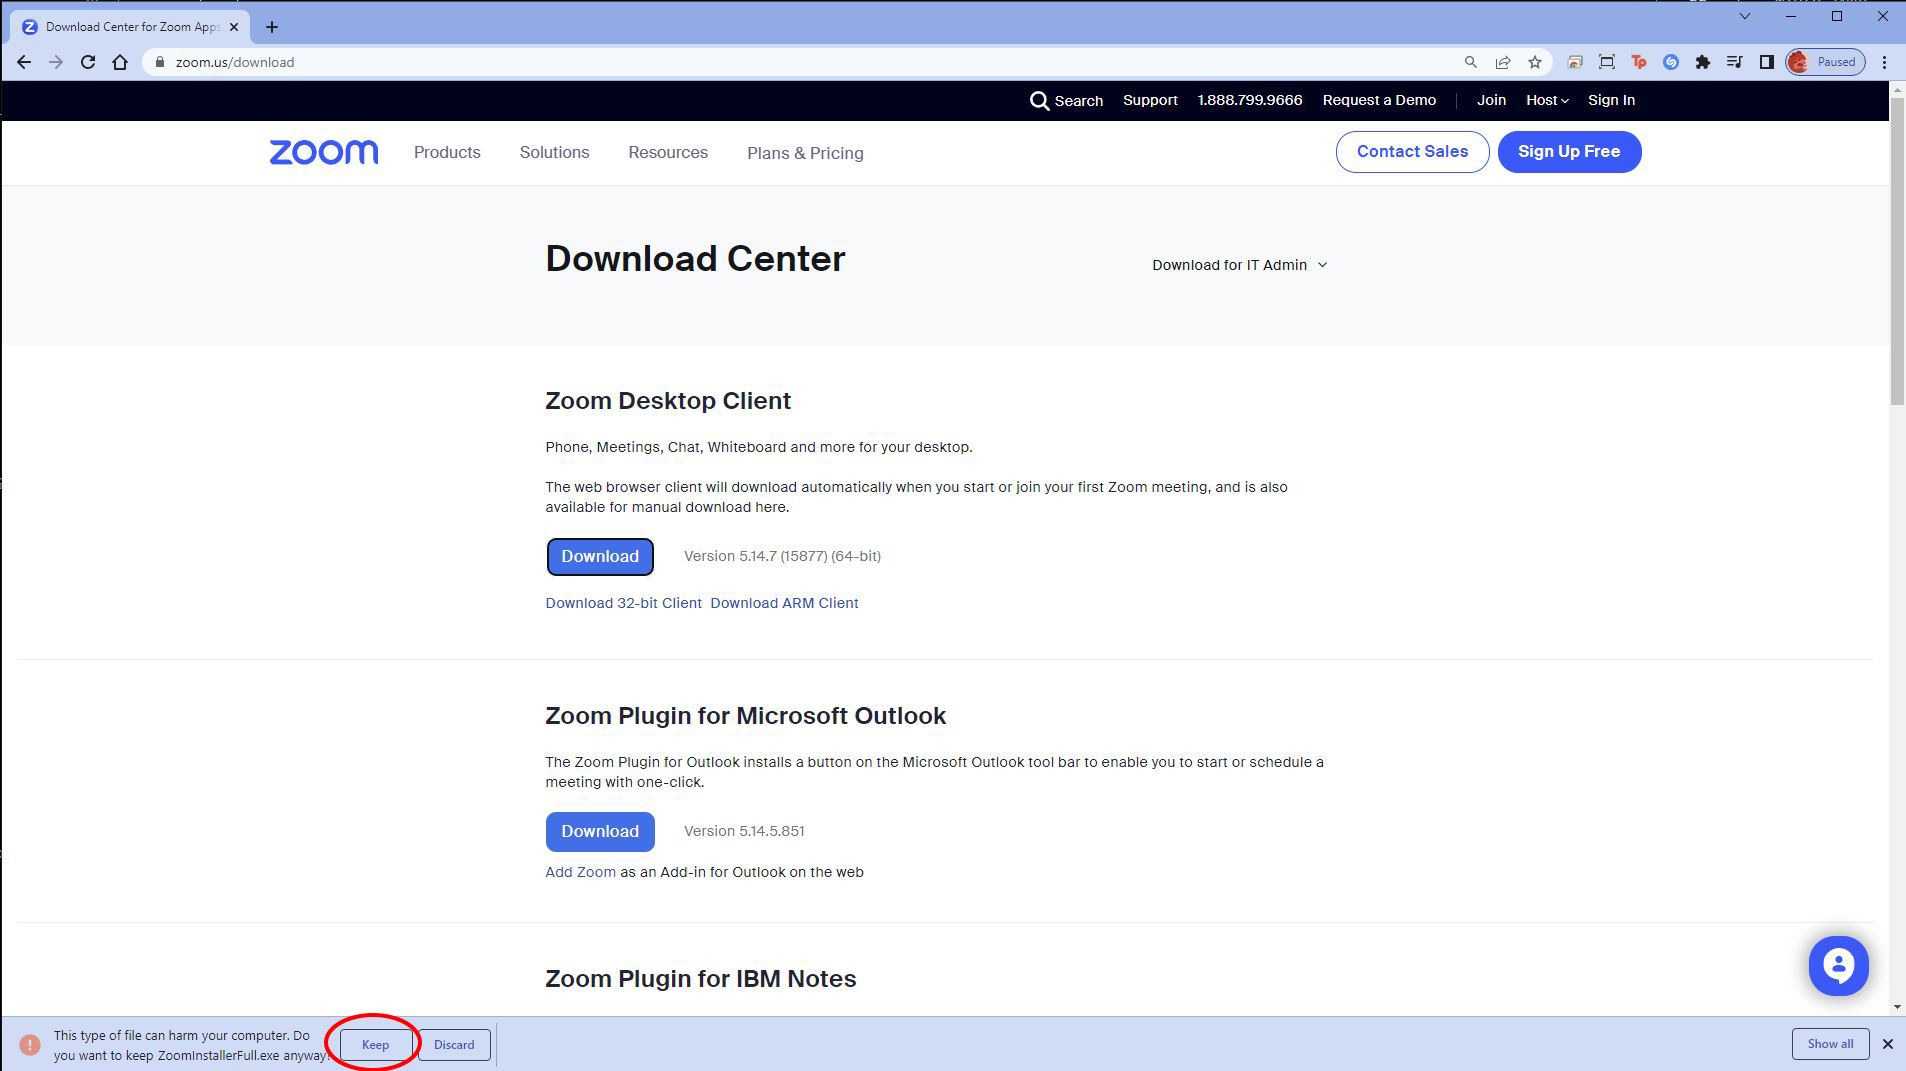 Download Center for Zoom Apps
zoom.us/download
Paused
Search Support 1.888.799.9666 Request a Demo Join Host Sign In
zoom Products Solutions Resources Plans & Pricing Contact Sales Sign Up Free
Download Center
Download for IT Admin
Zoom Desktop Client
Phone, Meetings, Chat, Whiteboard and more for your desktop.
The web browser client will download automatically when you start or join your first Zoom meeting, and is also
available for manual download here.
Download Version 5.14.7 (15877) (64-bit)
Download 32-bit Client Download ARM Client
Zoom Plugin for Microsoft Outlook
The Zoom Plugin for Outlook installs a button on the Microsoft Outlook tool bar to enable you to start or schedule a
meeting with one-click.
Download Version 5.14.5.851
Add Zoom as an Add-in for Outlook on the web
Zoom Plugin for IBM Notes
This type of file can harm your computer. Do
you want to keep ZoomInstallerFull.exe anyway?
Keep Discard Show all